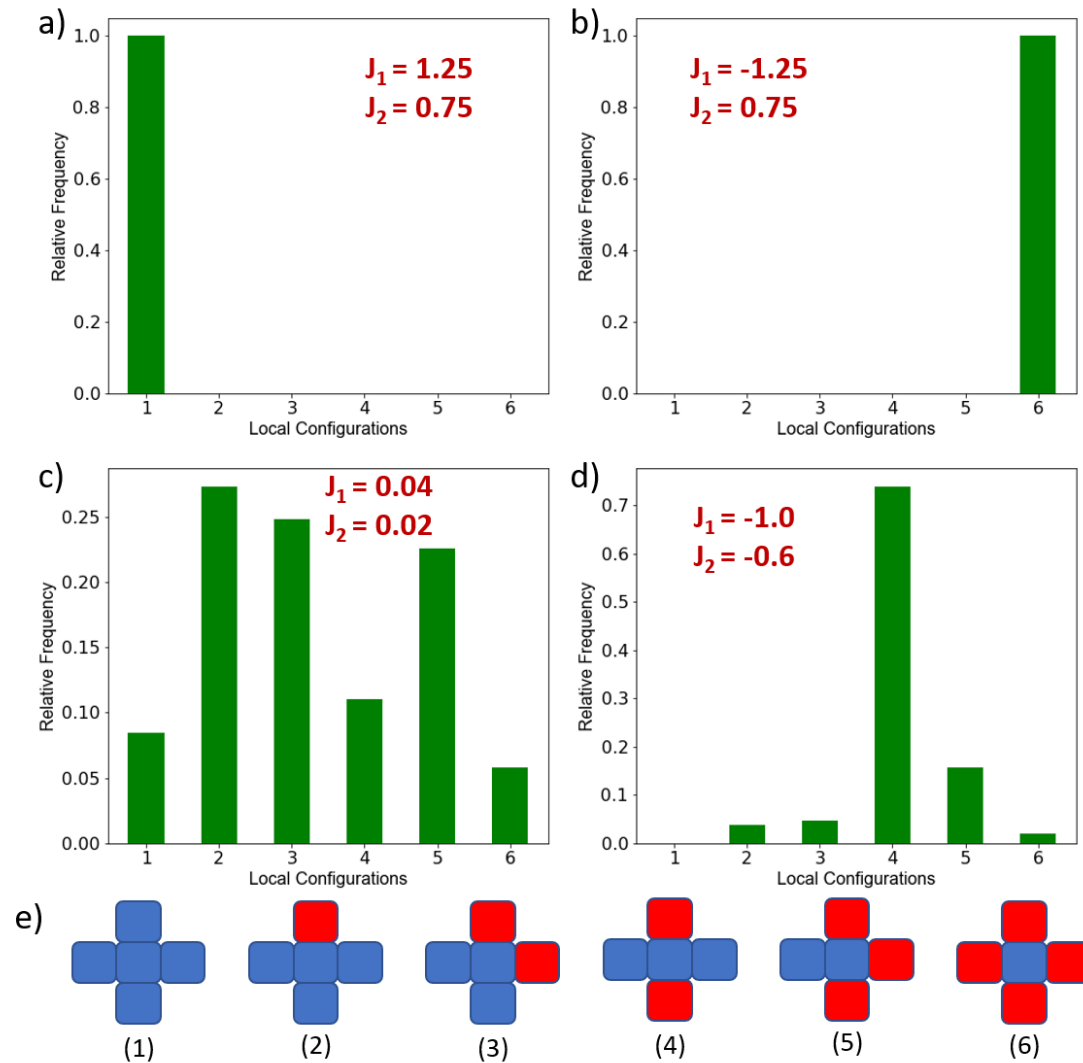 a)
1.0
0.8
0.6
0.4
0.2
0.0
Relative Frequency
J1 = 1.25
J2 = 0.75
1 2 3 4 5 6
Local Configurations
b)
1.0
0.8
0.6
0.4
0.2
0.0
Relative Frequency
J1 = -1.25
J2 = 0.75
1 2 3 4 5 6
Local Configurations
c)
0.25
0.20
0.15
0.10
0.05
0.00
Relative Frequency
J1 = 0.04
J2 = 0.02
1 2 3 4 5 6
Local Configurations
d)
0.7
0.6
0.5
0.4
0.3
0.2
0.1
0.0
Relative Frequency
J1 = -1.0
J2 = -0.6
1 2 3 4 5 6
Local Configurations
e)
(1) (2) (3) (4) (5) (6)